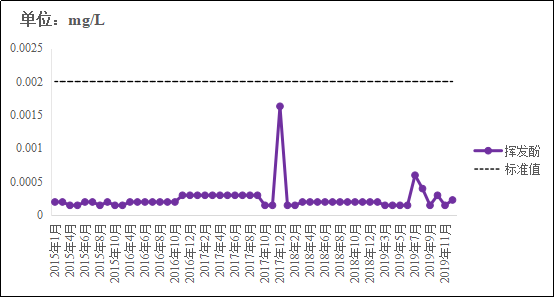 单位：mg/L
0.0025
0.002
0.0015
0.001
0.0005
0
2015年1月
2015年4月
2015年6月
2015年8月
2015年10月
2016年4月
2016年6月
2016年8月
2016年10月
2016年12月
2017年2月
2017年4月
2017年6月
2017年8月
2017年10月
2017年12月
2018年2月
2018年4月
2018年6月
2018年8月
2018年10月
2018年12月
2019年3月
2019年5月
2019年7月
2019年9月
2019年11月
挥发酚
标准值